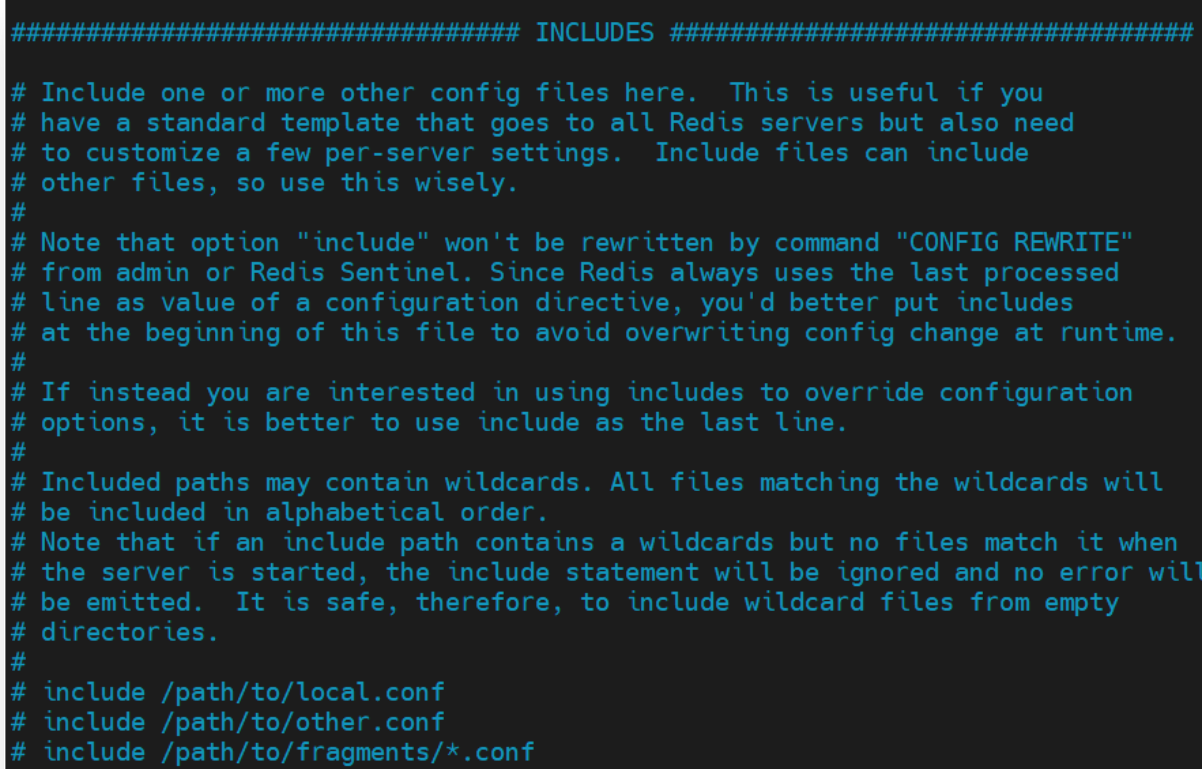 ################################## INCLUDES ###################################

# Include one or more other config files here.  This is useful if you
# have a standard template that goes to all Redis servers but also need
# to customize a few per-server settings.  Include files can include
# other files, so use this wisely.
#
# Note that option "include" won't be rewritten by command "CONFIG REWRITE"
# from admin or Redis Sentinel. Since Redis always uses the last processed
# line as value of a configuration directive, you'd better put includes
# at the beginning of this file to avoid overwriting config change at runtime.
#
# If instead you are interested in using includes to override configuration
# options, it is better to use include as the last line.
#
# Included paths may contain wildcards. All files matching the wildcards will
# be included in alphabetical order.
# Note that if an include path contains a wildcards but no files match it when
# the server is started, the include statement will be ignored and no error will
# be emitted.  It is safe, therefore, to include wildcard files from empty
# directories.
#
# include /path/to/local.conf
# include /path/to/other.conf
# include /path/to/fragments/*.conf